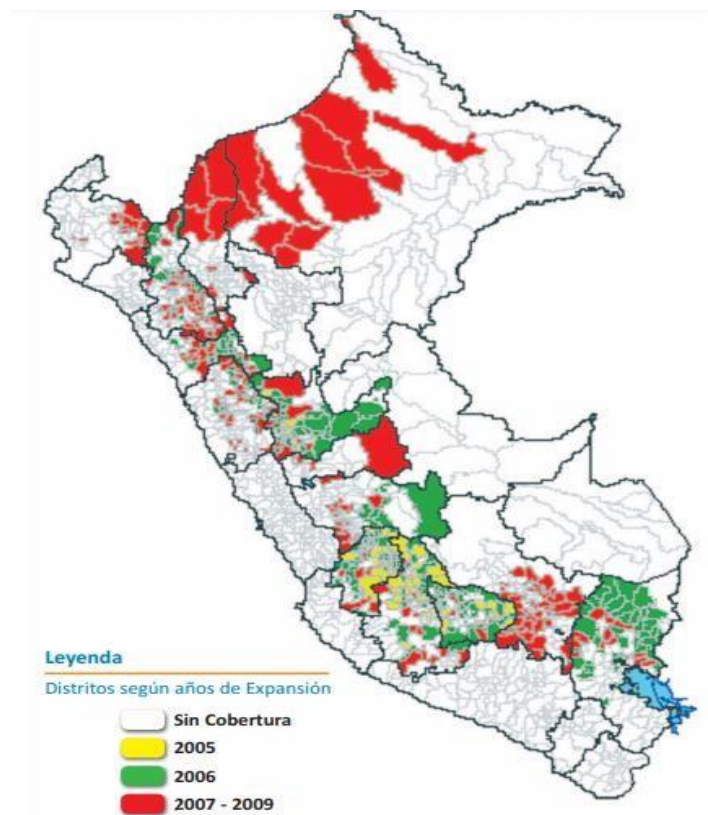 Leyenda
Distritos según años de Expansión
Sin Cobertura
2005
2006
2007 - 2009